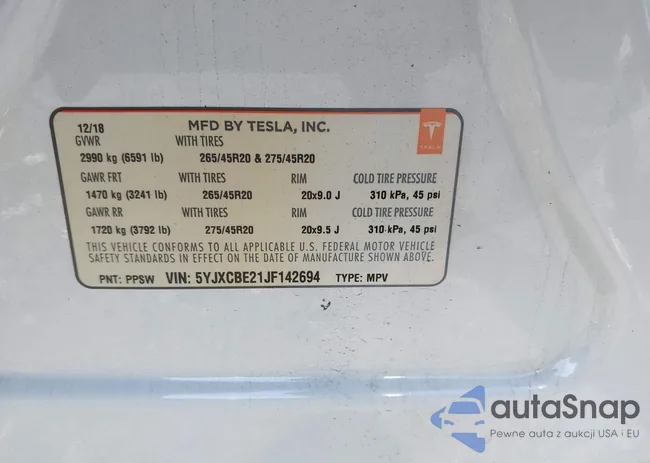 12/18 MFD BY TESLA, INC.
GVWR WITH TIRES
2990 kg (6591 lb) 265/45R20 & 275/45R20
GAWR FRT WITH TIRES RIM COLD TIRE PRESSURE
1470 kg (3241 lb) 265/45R20 20x9.0 J 310 kPa, 45 psi
GAWR RR WITH TIRES RIM COLD TIRE PRESSURE
1720 kg (3792 lb) 275/45R20 20x9.5 J 310 kPa, 45 psi
THIS VEHICLE CONFORMS TO ALL APPLICABLE U.S. FEDERAL MOTOR VEHICLE
SAFETY STANDARDS IN EFFECT ON THE DATE OF MANUFACTURE SHOWN ABOVE.
PNT: PPSW VIN: 5YJXCBE21JF142694 TYPE: MPV
TESLA
autaSnap
Pewne auta z aukcji USA i EU